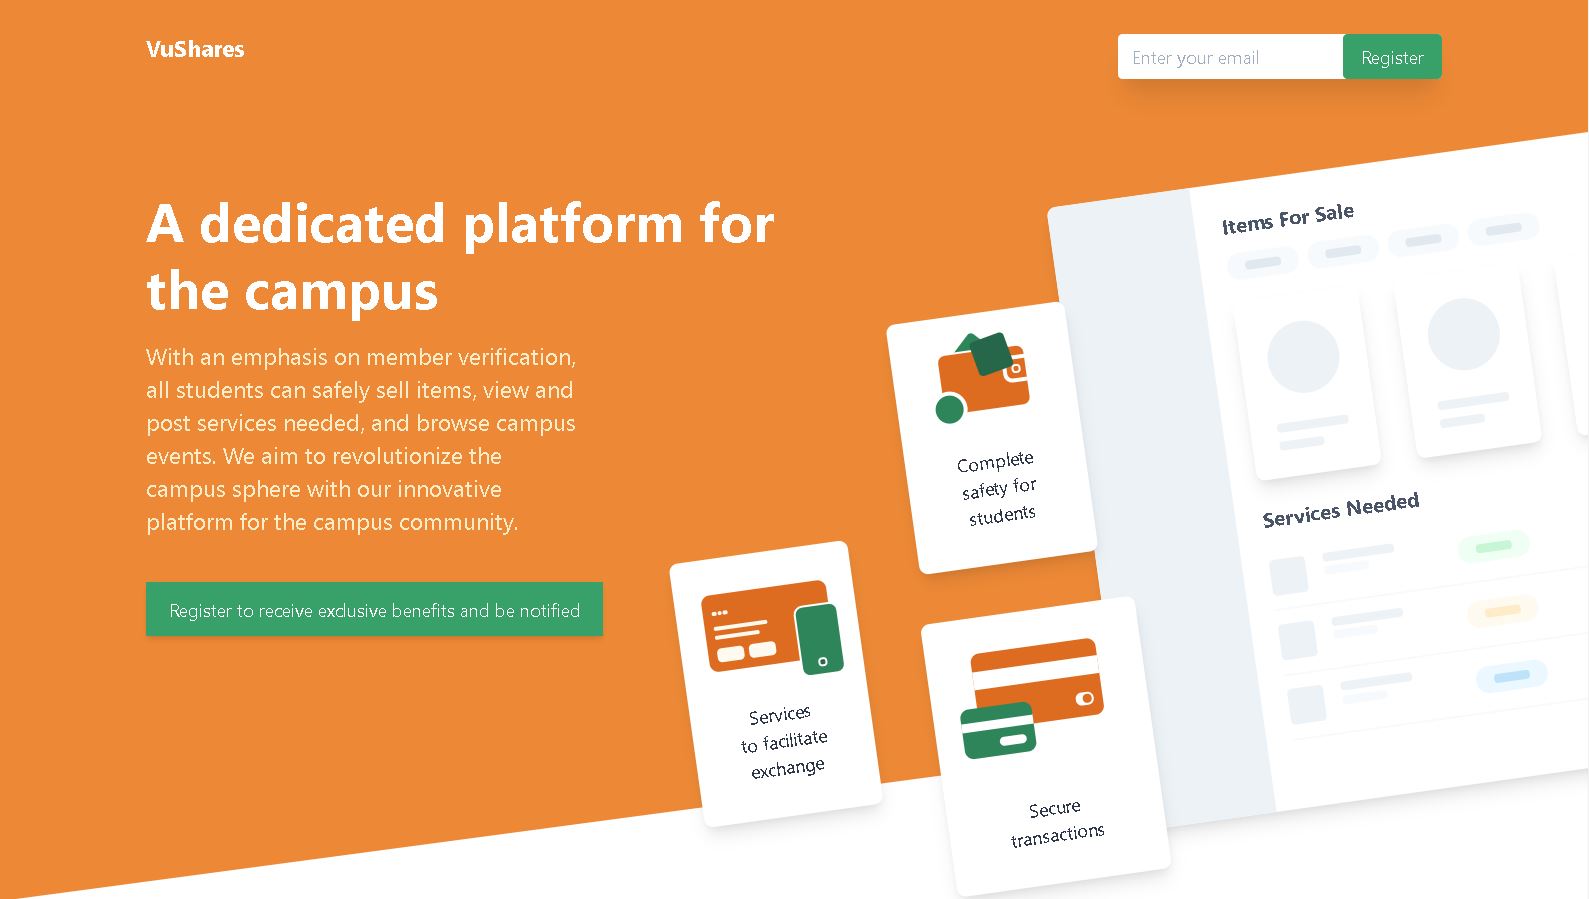 VuShares
Enter your email
Register
A dedicated platform for
the campus
With an emphasis on member verification,
all students can safely sell items, view and
post services needed, and browse campus
events. We aim to revolutionize the
campus sphere with our innovative
platform for the campus community.
Register to receive exclusive benefits and be notified
Items For Sale
Complete
safety for
students
Services Needed
Services
to facilitate
exchange
Secure
transactions